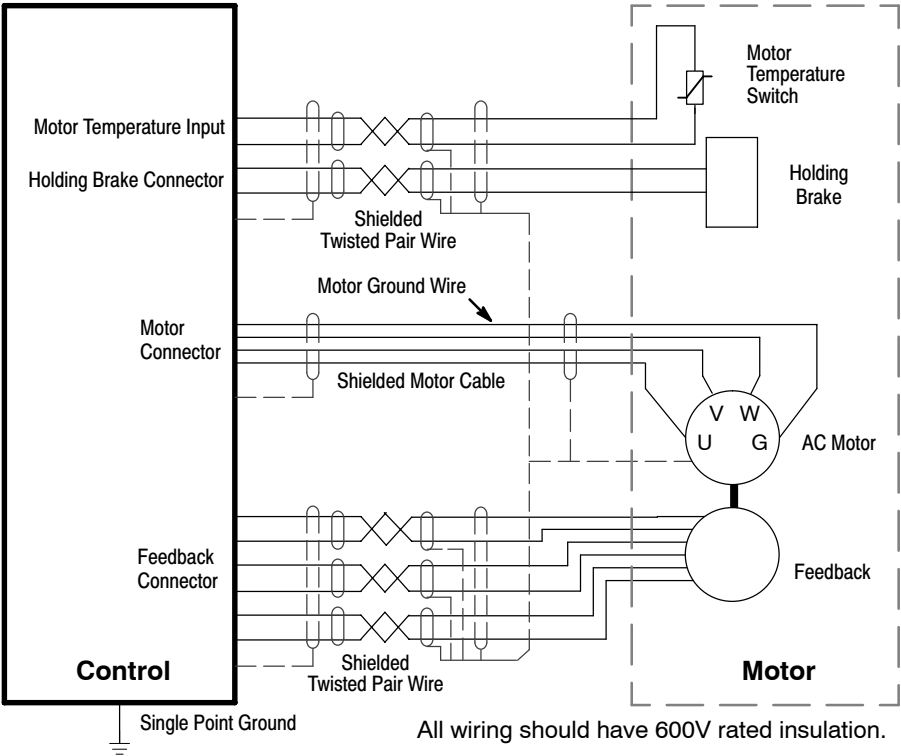 Motor
Temperature
Switch
Motor Temperature Input
Holding Brake Connector
Holding
Brake
Shielded
Twisted Pair Wire
Motor Ground Wire
Motor
Connector
Shielded Motor Cable
V W
U G
AC Motor
Feedback
Connector
Feedback
Shielded
Twisted Pair Wire
Control
Motor
Single Point Ground
All wiring should have 600V rated insulation.